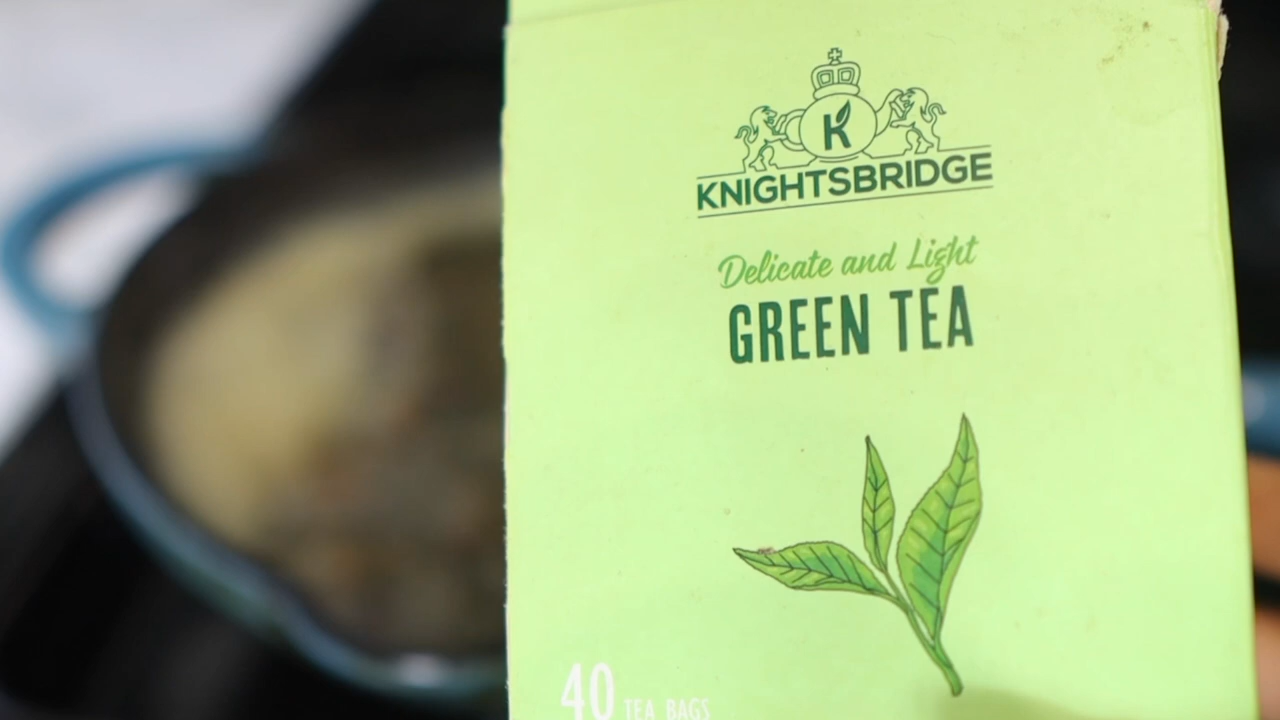 K
KNIGHTSBRIDGE
Delicate and Light
GREEN TEA
40 TEA BAGS